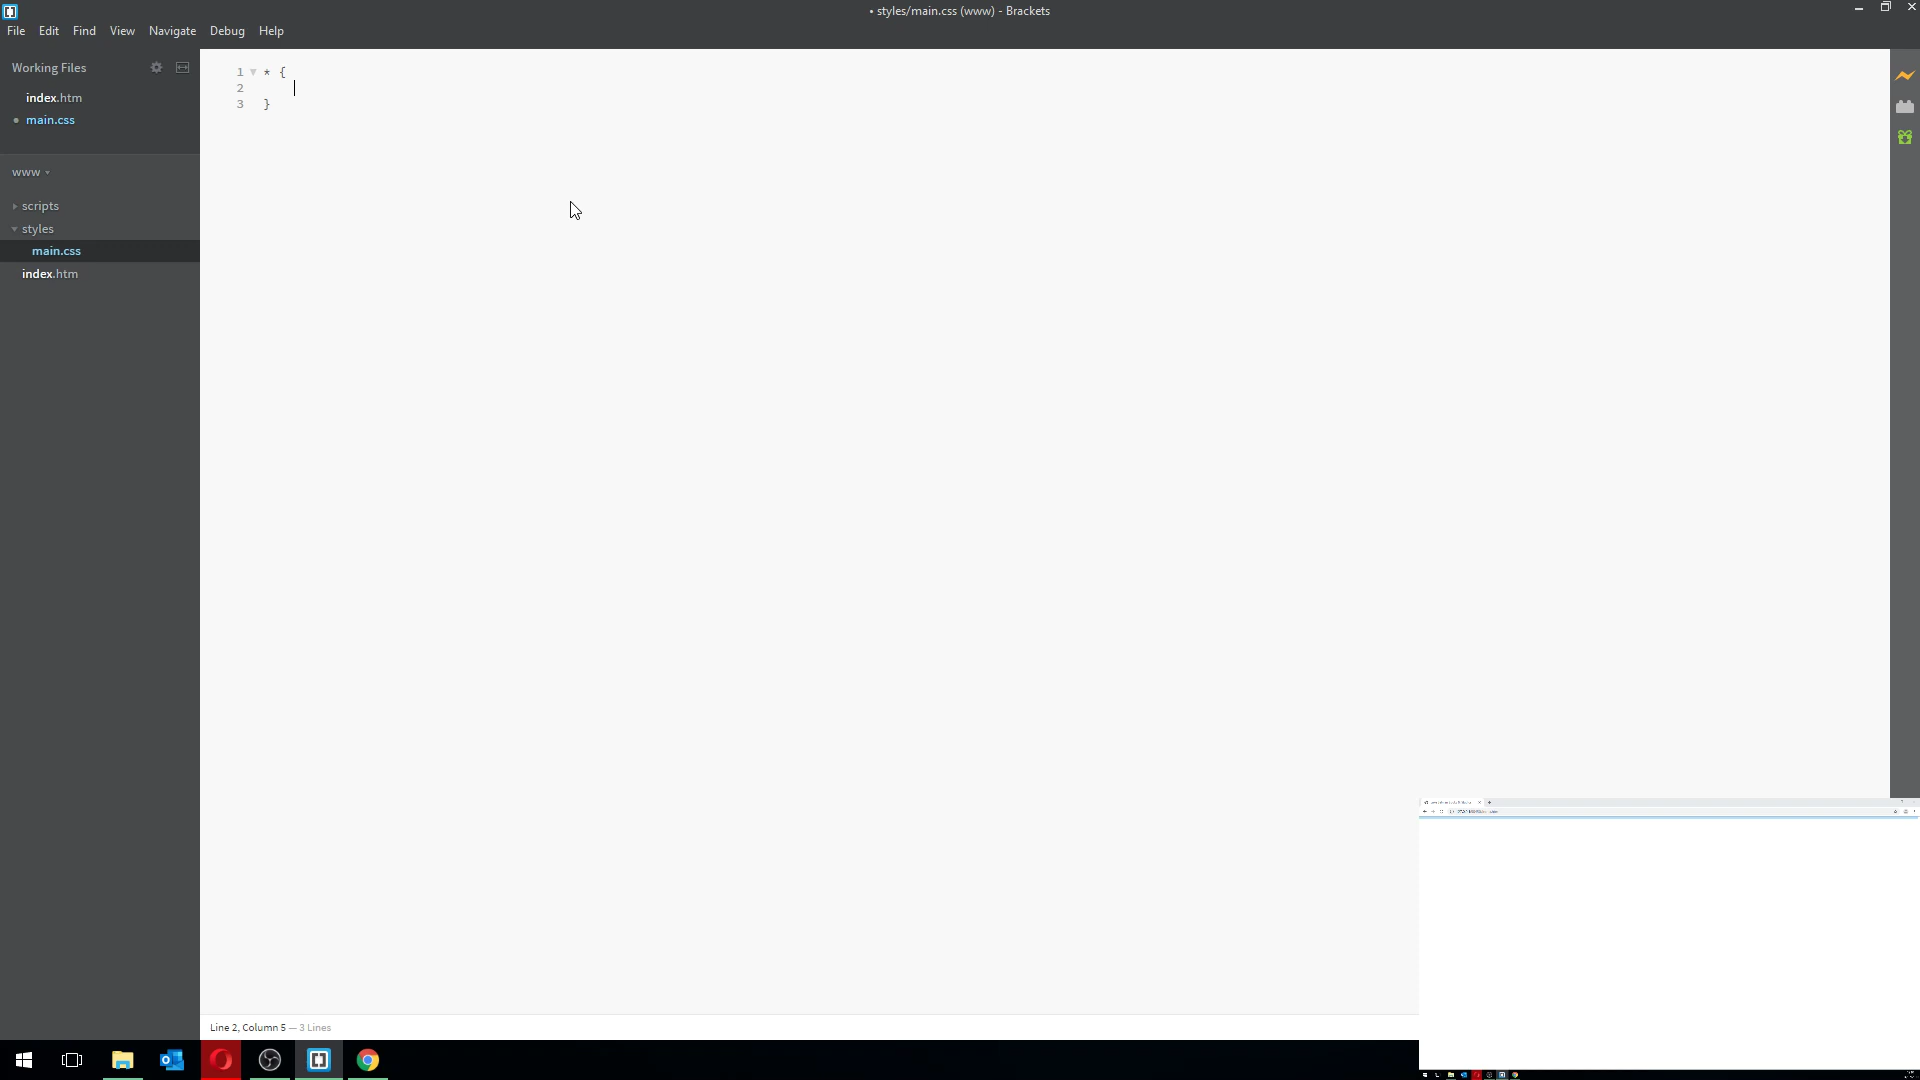 • styles/main.css (www) - Brackets
File Edit Find View Navigate Debug Help
Working Files
index.htm
• main.css
www
scripts
styles
main.css
index.htm
1 * {
2
3 }
Line 2, Column 5 — 3 Lines